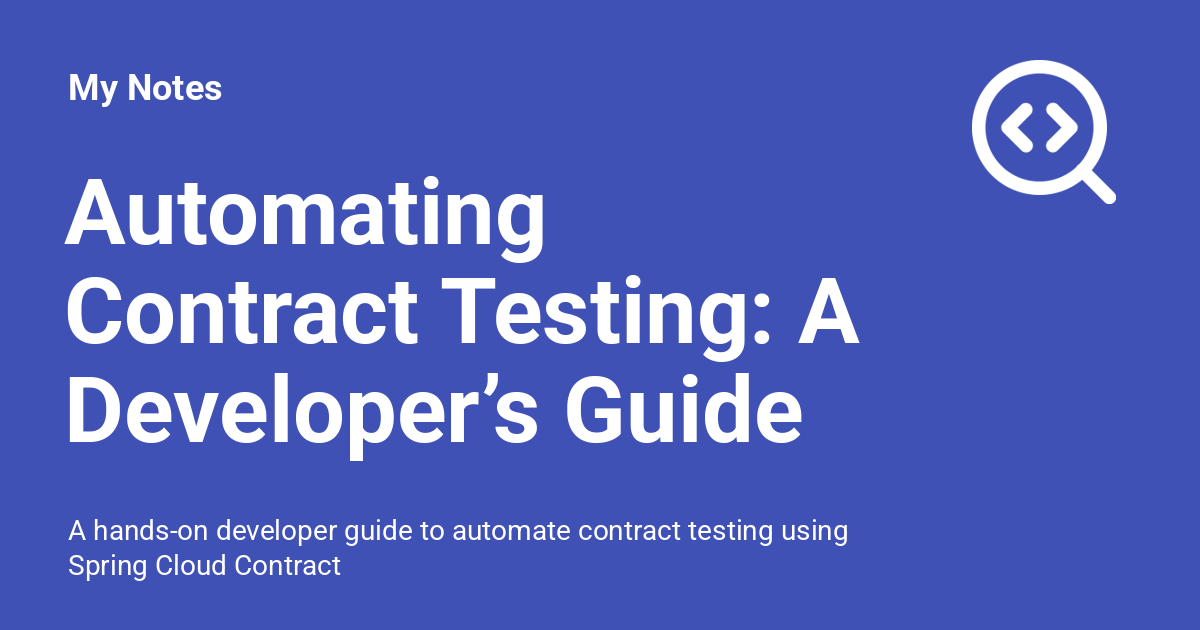 My Notes
Automating
Contract Testing: A
Developer’s Guide
A hands-on developer guide to automate contract testing using
Spring Cloud Contract